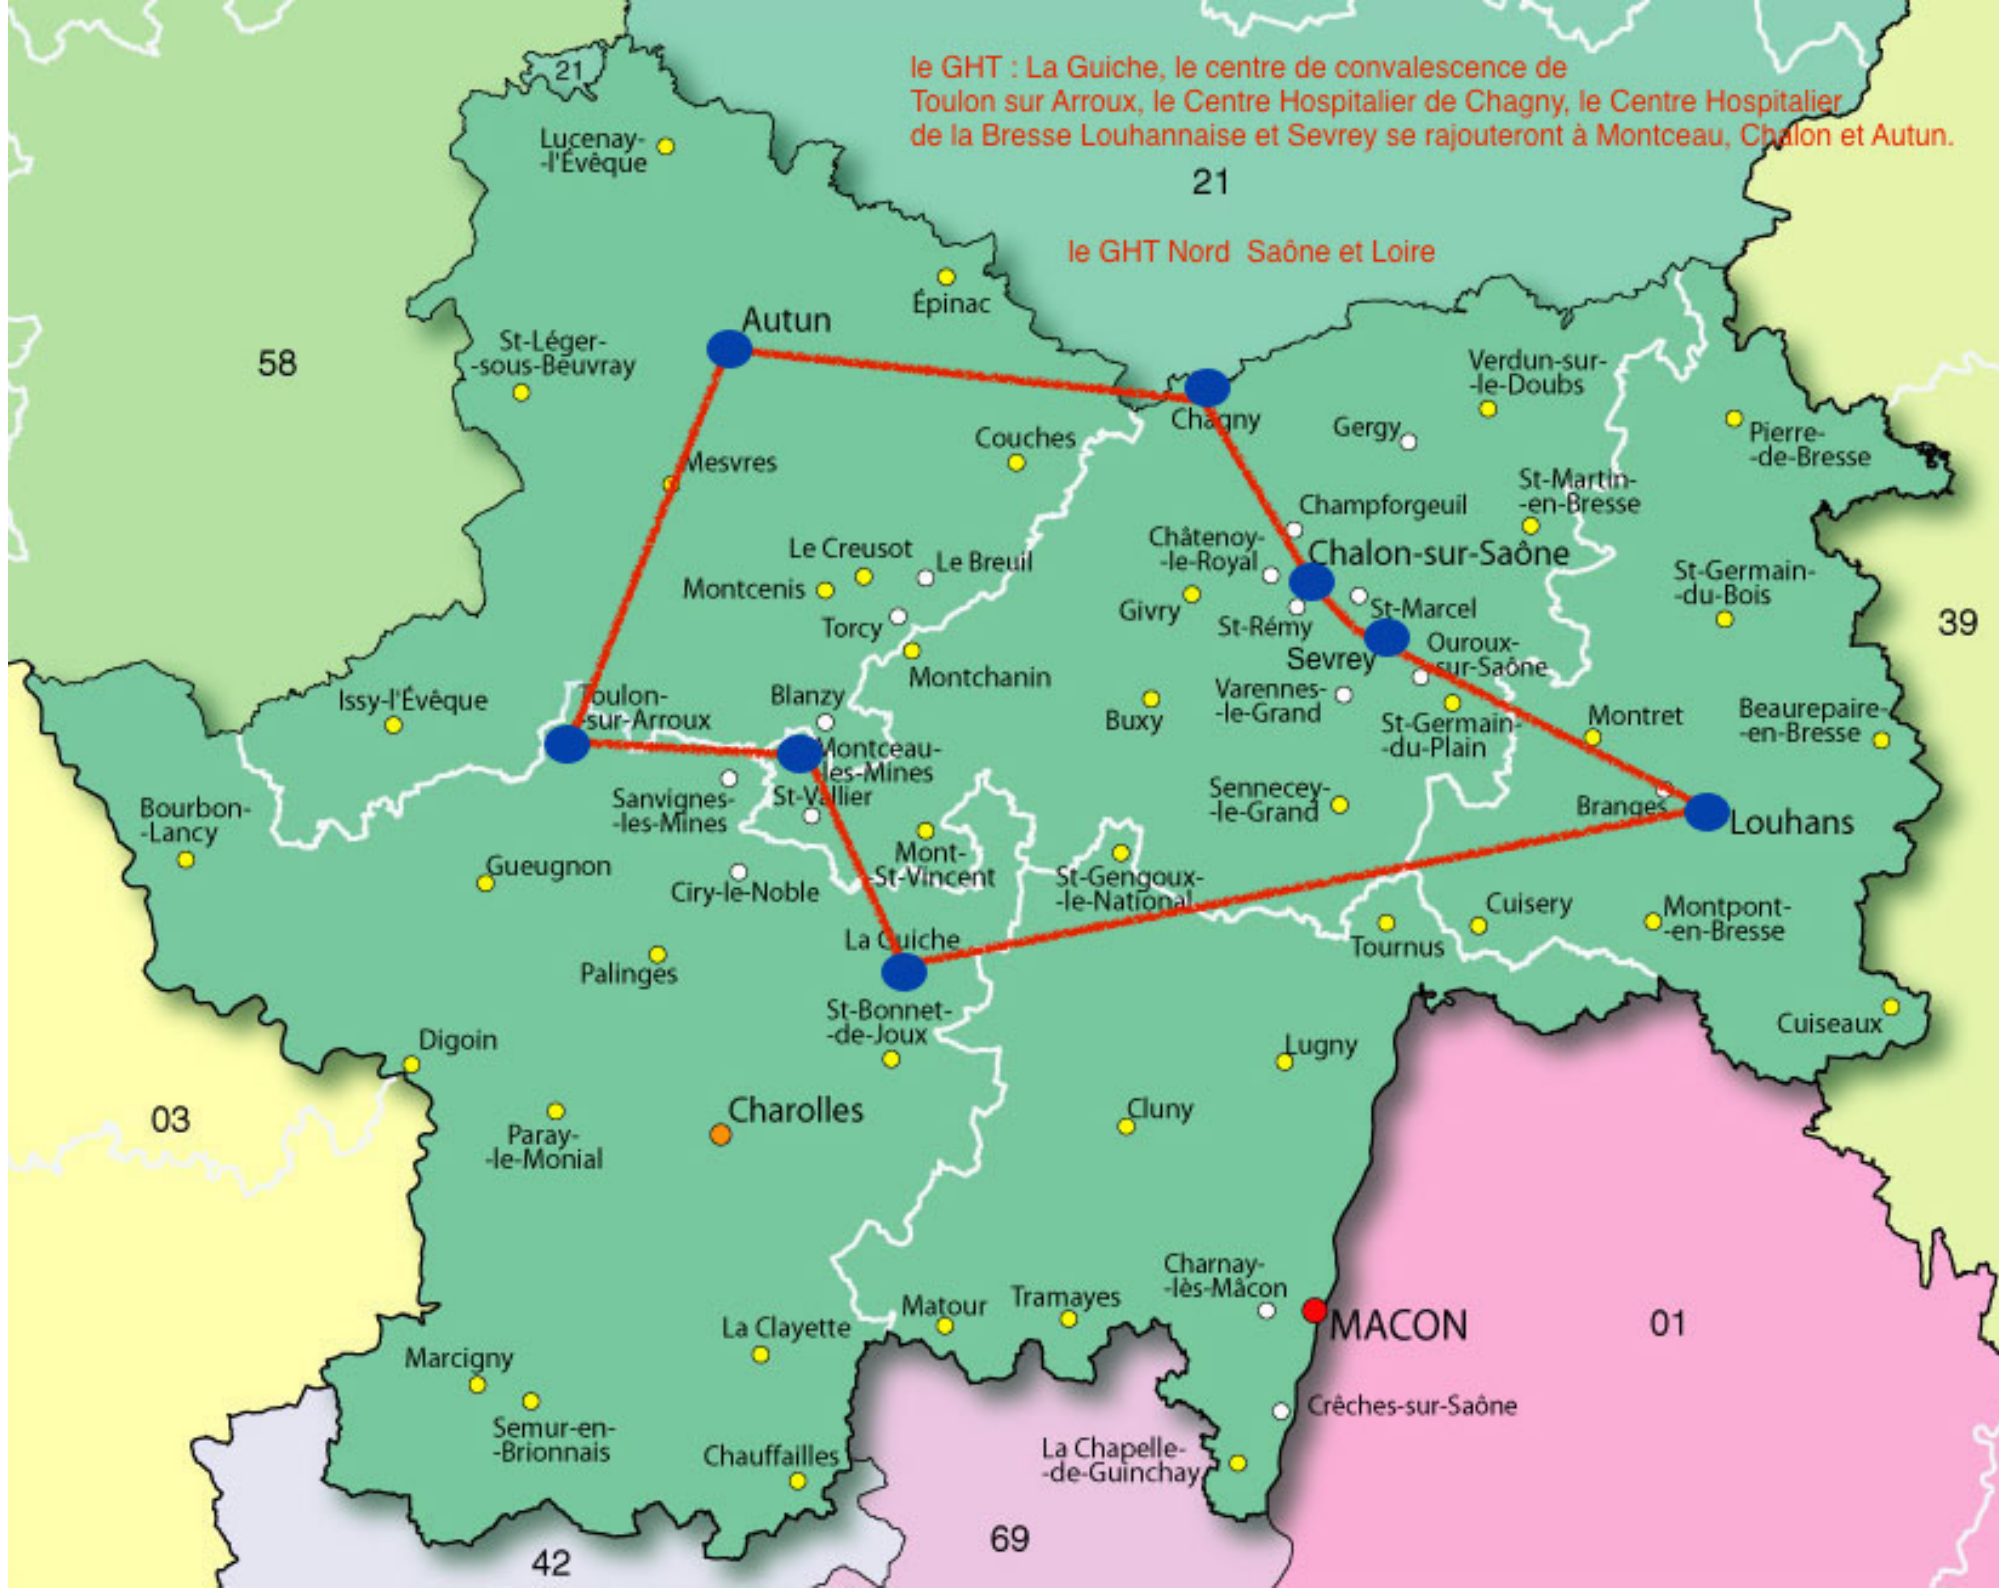 21
le GHT : La Guiche, le centre de convalescence de
Toulon sur Arroux, le Centre Hospitalier de Chagny, le Centre Hospitalier
de la Bresse Louhannaise et Sevrey se rajouteront à Montceau, Chalon et Autun.
Lucenay-
-l'Évêque
21
le GHT Nord Saône et Loire
Épinac
Autun
St-Léger-
-sous-Beuvray
58
Verdun-sur-
-le-Doubs
Chagny
Gergy
Couches
Pierre-
-de-Bresse
Mesvres
St-Martin-
-en-Bresse
Champforgeuil
Châtenoy-
-le-Royal
Chalon-sur-Saône
Le Creusot
Le Breuil
Montcenis
St-Germain-
-du-Bois
Givry
St-Marcel
Torcy
St-Rémy
39
Ouroux-
-sur-Saône
Sevrey
Montchanin
Issy-l'Évêque
Toulon-
-sur-Arroux
Blanzy
Varennes-
-le-Grand
Buxy
St-Germain-
-du-Plain
Montret
Beaurepaire-
-en-Bresse
Montceau-
-les-Mines
Sanvignes-
-les-Mines
St-Vallier
Sennecey-
-le-Grand
Branges
Louhans
Bourbon-
-Lancy
Gueugnon
Mont-
-St-Vincent
Ciry-le-Noble
St-Gengoux-
-le-National
Cuisery
Montpont-
-en-Bresse
La Guiche
Tournus
Palinges
St-Bonnet-
-de-Joux
Cuiseaux
Digoin
Lugny
03
Charolles
Cluny
Paray-
-le-Monial
Charnay-
-lès-Mâcon
Matour
Tramayes
MACON
01
La Clayette
Marcigny
Crêches-sur-Saône
Semur-en-
-Brionnais
Chauffailles
La Chapelle-
-de-Guinchay
69
42